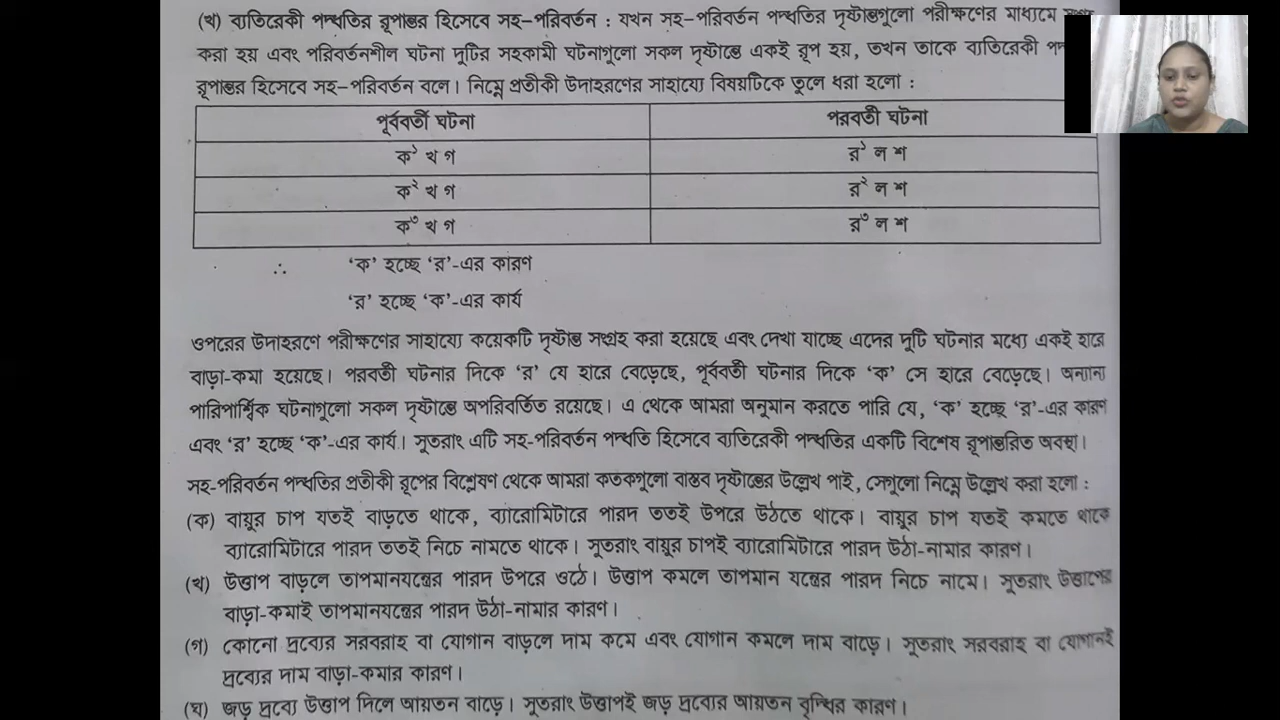 (খ) ব্যতিরেকী পদ্ধতির রূপান্তর হিসেবে সহ-পরিবর্তন : যখন সহ-পরিবর্তন পদ্ধতির দৃষ্টান্তগুলো পরীক্ষণের মাধ্যমে
করা হয় এবং পরিবর্তনশীল ঘটনা দুটির সহকামী ঘটনাগুলো সকল দৃষ্টান্তে একই রূপ হয়, তখন তাকে ব্যতিরেকী
রূপান্তর হিসেবে সহ-পরিবর্তন বলে। নিম্নে প্রতীকী উদাহরণের সাহায্যে বিষয়টিকে তুলে ধরা হলো :
পূর্ববর্তী ঘটনা পরবর্তী ঘটনা
ক¹ খ গ র¹ ল শ
ক² খ গ র² ল শ
ক³ খ গ র³ ল শ
∴ ‘ক’ হচ্ছে ‘র’-এর কারণ
‘র’ হচ্ছে ‘ক’-এর কার্য
ওপরের উদাহরণে পরীক্ষণের সাহায্যে কয়েকটি দৃষ্টান্ত সংগ্রহ করা হয়েছে এবং দেখা যাচ্ছে এদের দুটি ঘটনার মধ্যে একই হারে
বাড়া-কমা হয়েছে। পরবর্তী ঘটনার দিকে ‘র’ যে হারে বেড়েছে, পূর্ববর্তী ঘটনার দিকে ‘ক’ সে হারে বেড়েছে। অন্যান্য
পারিপার্শ্বিক ঘটনাগুলো সকল দৃষ্টান্তে অপরিবর্তিত রয়েছে। এ থেকে আমরা অনুমান করতে পারি যে, ‘ক’ হচ্ছে ‘র’-এর কারণ
এবং ‘র’ হচ্ছে ‘ক’-এর কার্য। সুতরাং এটি সহ-পরিবর্তন পদ্ধতি হিসেবে ব্যতিরেকী পদ্ধতির একটি বিশেষ রূপান্তরিত অবস্থা।
সহ-পরিবর্তন পদ্ধতির প্রতীকী রূপের বিশ্লেষণ থেকে আমরা কতকগুলো বাস্তব দৃষ্টান্তের উল্লেখ পাই, সেগুলো নিম্নে উল্লেখ করা হলো :
(ক) বায়ুর চাপ যতই বাড়তে থাকে, ব্যারোমিটারে পারদ ততই উপরে উঠতে থাকে। বায়ুর চাপ যতই কমতে থাকে
ব্যারোমিটারে পারদ ততই নিচে নামতে থাকে। সুতরাং বায়ুর চাপই ব্যারোমিটারে পারদ উঠা-নামার কারণ।
(খ) উত্তাপ বাড়লে তাপমানযন্ত্রের পারদ উপরে ওঠে। উত্তাপ কমলে তাপমান যন্ত্রের পারদ নিচে নামে। সুতরাং উত্তাপের
বাড়া-কমাই তাপমানযন্ত্রের পারদ উঠা-নামার কারণ।
(গ) কোনো দ্রব্যের সরবরাহ বা যোগান বাড়লে দাম কমে এবং যোগান কমলে দাম বাড়ে। সুতরাং সরবরাহ বা যোগানই
দ্রব্যের দাম বাড়া-কমার কারণ।
(ঘ) জড় দ্রব্যে উত্তাপ দিলে আয়তন বাড়ে। সুতরাং উত্তাপই জড় দ্রব্যের আয়তন বৃদ্ধির কারণ।